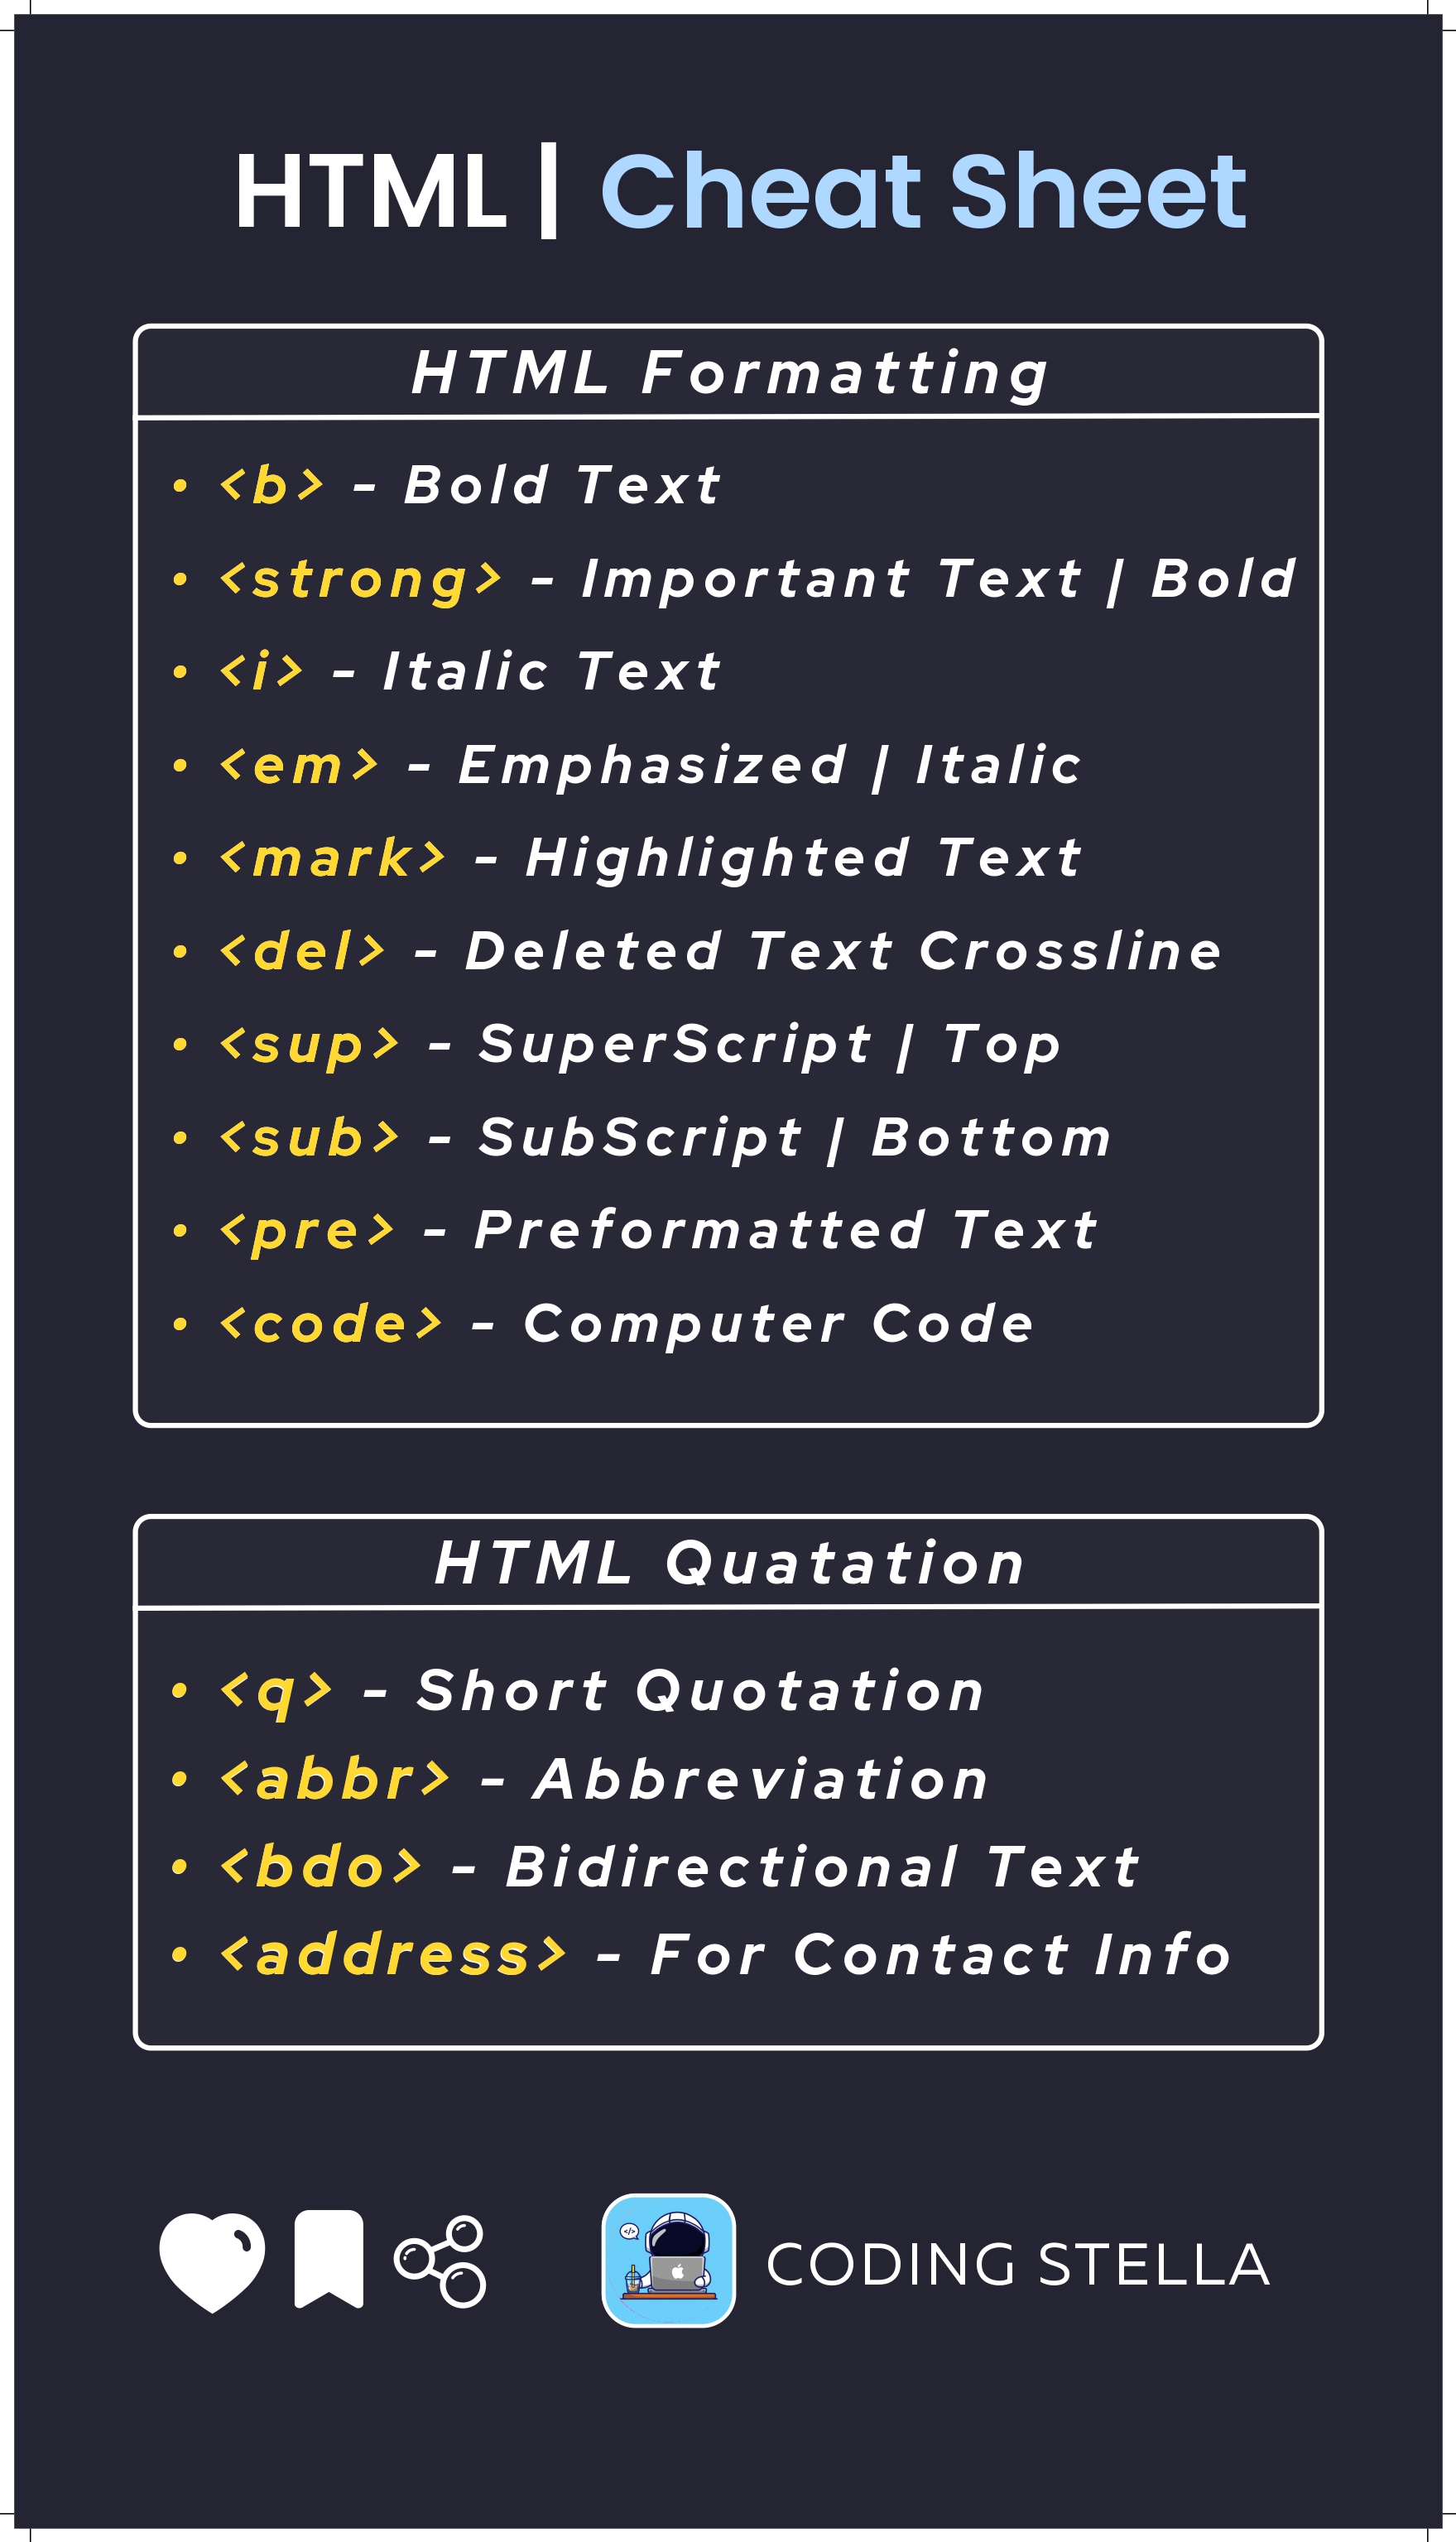 HTML | Cheat Sheet
HTML Formatting
• <b> - Bold Text
• <strong> - Important Text | Bold
• <i> - Italic Text
• <em> - Emphasized | Italic
• <mark> - Highlighted Text
• <del> - Deleted Text Crossline
• <sup> - SuperScript | Top
• <sub> - SubScript | Bottom
• <pre> - Preformatted Text
• <code> - Computer Code
HTML Quatation
• <q> - Short Quotation
• <abbr> - Abbreviation
• <bdo> - Bidirectional Text
• <address> - For Contact Info
</>
CODING STELLA